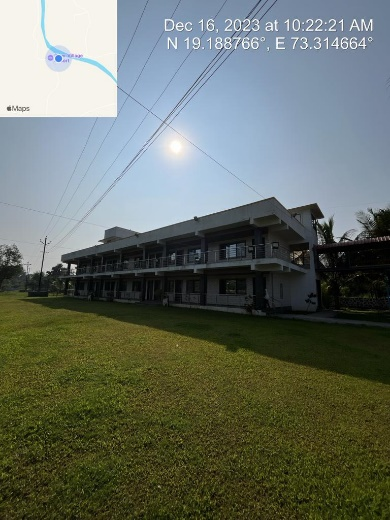 Dec 16, 2023 at 10:22:21 AM
N 19.188766°, E 73.314664°
Maps